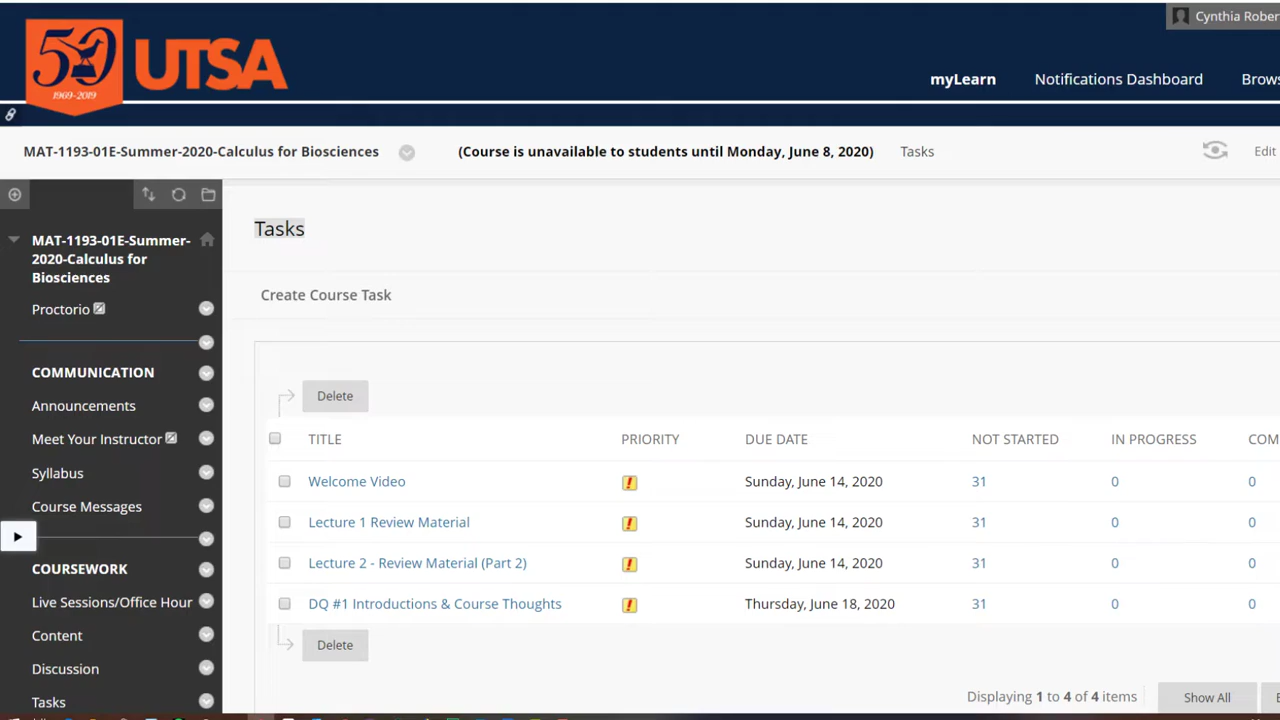 Cynthia Rober
50 UTSA
1969-2019
myLearn Notifications Dashboard Brows
MAT-1193-01E-Summer-2020-Calculus for Biosciences (Course is unavailable to students until Monday, June 8, 2020) Tasks Edit
MAT-1193-01E-Summer-
2020-Calculus for
Biosciences
Proctorio
COMMUNICATION
Announcements
Meet Your Instructor
Syllabus
Course Messages
COURSEWORK
Live Sessions/Office Hour
Content
Discussion
Tasks
Tasks
Create Course Task
Delete
TITLE PRIORITY DUE DATE NOT STARTED IN PROGRESS COM
Welcome Video ! Sunday, June 14, 2020 31 0 0
Lecture 1 Review Material ! Sunday, June 14, 2020 31 0 0
Lecture 2 - Review Material (Part 2) ! Sunday, June 14, 2020 31 0 0
DQ #1 Introductions & Course Thoughts ! Thursday, June 18, 2020 31 0 0
Delete
Displaying 1 to 4 of 4 items Show All